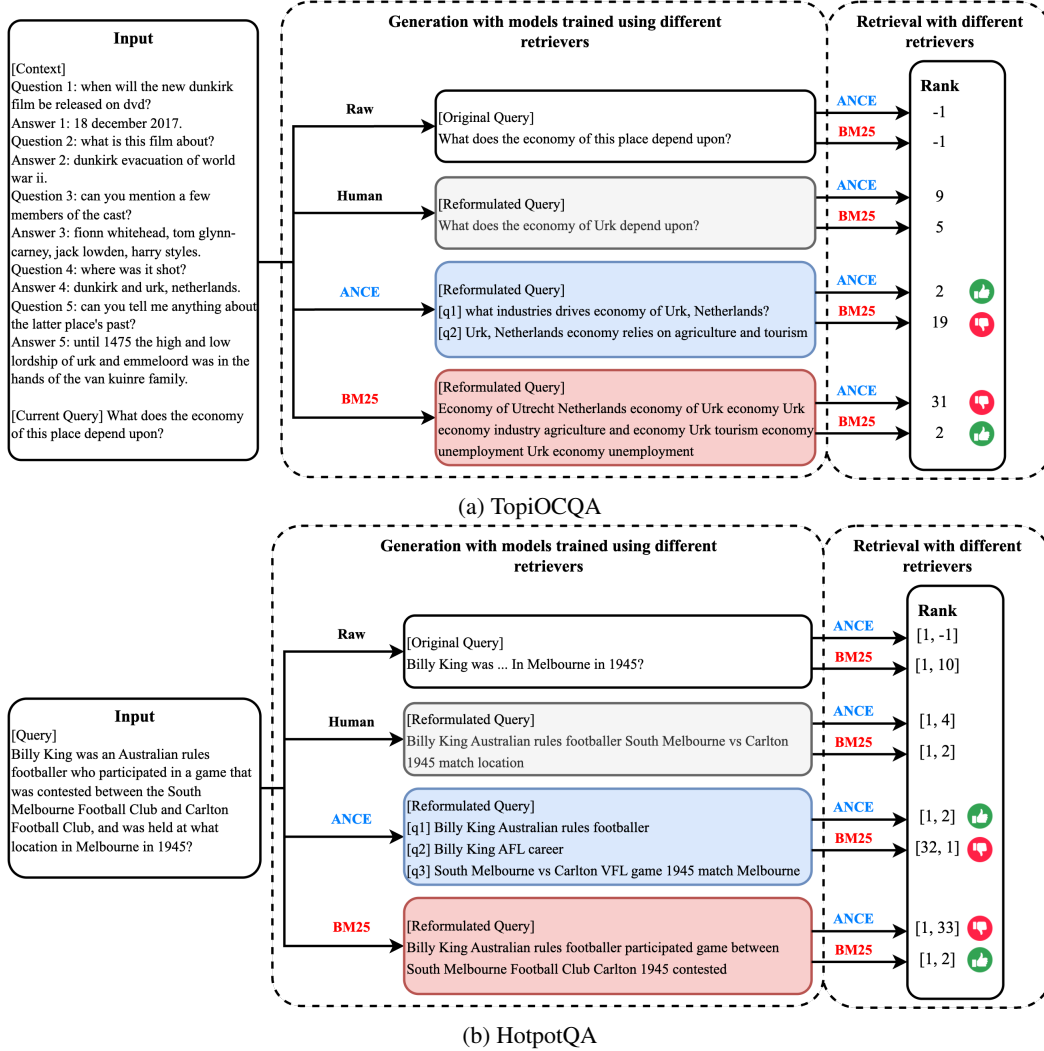 Input
[Context]
Question 1: when will the new dunkirk
film be released on dvd?
Answer 1: 18 december 2017.
Question 2: what is this film about?
Answer 2: dunkirk evacuation of world
war ii.
Question 3: can you mention a few
members of the cast?
Answer 3: fionn whitehead, tom glynn-
carney, jack lowden, harry styles.
Question 4: where was it shot?
Answer 4: dunkirk and urk, netherlands.
Question 5: can you tell me anything about
the latter place's past?
Answer 5: until 1475 the high and low
lordship of urk and emmeloord was in the
hands of the van kuinre family.
[Current Query] What does the economy
of this place depend upon?
Generation with models trained using different
retrievers
Raw
[Original Query]
What does the economy of this place depend upon?
Human
[Reformulated Query]
What does the economy of Urk depend upon?
ANCE
[Reformulated Query]
[q1] what industries drives economy of Urk, Netherlands?
[q2] Urk, Netherlands economy relies on agriculture and tourism
BM25
[Reformulated Query]
Economy of Utrecht Netherlands economy of Urk economy Urk
economy industry agriculture and economy Urk tourism economy
unemployment Urk economy unemployment
Retrieval with different
retrievers
Rank
ANCE -1
BM25 -1
ANCE 9
BM25 5
ANCE 2
BM25 19
ANCE 31
BM25 2
(a) TopiOCQA
Input
[Query]
Billy King was an Australian rules
footballer who participated in a game that
was contested between the South
Melbourne Football Club and Carlton
Football Club, and was held at what
location in Melbourne in 1945?
Generation with models trained using different
retrievers
Raw
[Original Query]
Billy King was ... In Melbourne in 1945?
Human
[Reformulated Query]
Billy King Australian rules footballer South Melbourne vs Carlton
1945 match location
ANCE
[Reformulated Query]
[q1] Billy King Australian rules footballer
[q2] Billy King AFL career
[q3] South Melbourne vs Carlton VFL game 1945 match Melbourne
BM25
[Reformulated Query]
Billy King Australian rules footballer participated game between
South Melbourne Football Club Carlton 1945 contested
Retrieval with different
retrievers
Rank
ANCE [1, -1]
BM25 [1, 10]
ANCE [1, 4]
BM25 [1, 2]
ANCE [1, 2]
BM25 [32, 1]
ANCE [1, 33]
BM25 [1, 2]
(b) HotpotQA